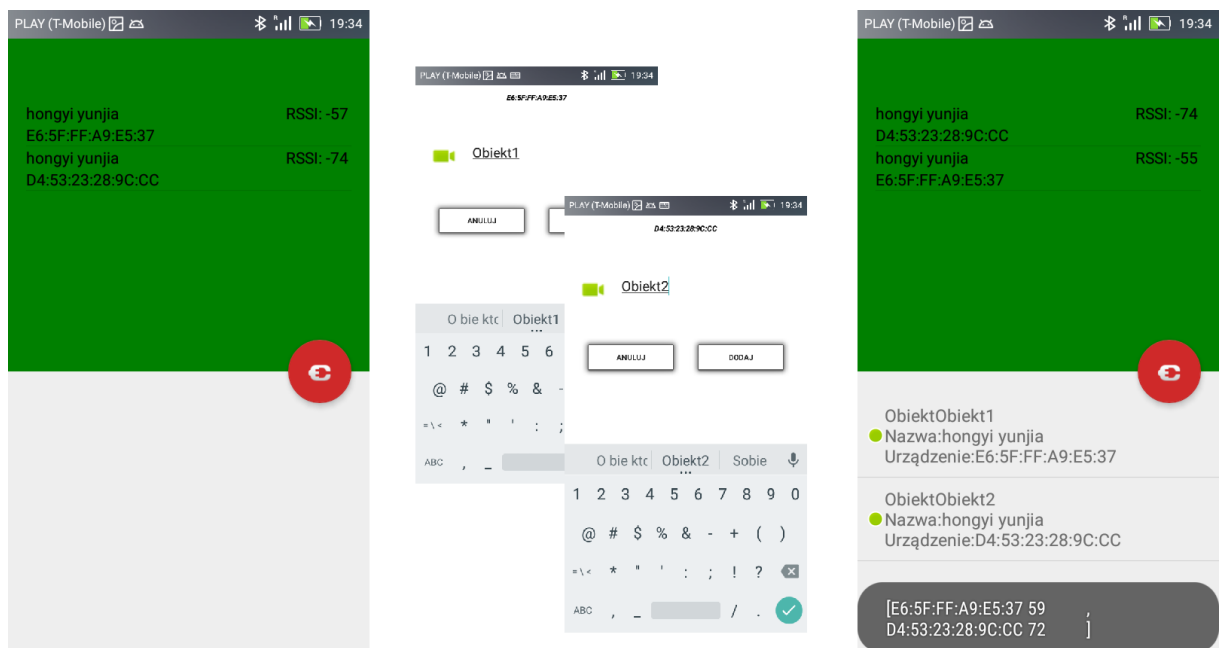 PLAY (T-Mobile) 19:34
hongyi yunjia RSSI: -57
E6:5F:FF:A9:E5:37
hongyi yunjia RSSI: -74
D4:53:23:28:9C:CC
PLAY (T-Mobile) 19:34
E6:5F:FF:A9:E5:37
Obiekt1
ANULUJ
O bie ktc Obiekt1
1 2 3 4 5 6
@ # $ % & -
= \ < * " ' : ;
ABC , _
PLAY (T-Mobile) 19:34
D4:53:23:28:9C:CC
Obiekt2
ANULUJ DODAJ
O bie ktc Obiekt2 Sobie
1 2 3 4 5 6 7 8 9 0
@ # $ % & - + ( )
= \ < * " ' : ; ! ?
ABC , _ / .
PLAY (T-Mobile) 19:34
hongyi yunjia RSSI: -74
D4:53:23:28:9C:CC
hongyi yunjia RSSI: -55
E6:5F:FF:A9:E5:37
ObiektObiekt1
Nazwa:hongyi yunjia
Urządzenie:E6:5F:FF:A9:E5:37
ObiektObiekt2
Nazwa:hongyi yunjia
Urządzenie:D4:53:23:28:9C:CC
[E6:5F:FF:A9:E5:37 59 ,
D4:53:23:28:9C:CC 72 ]